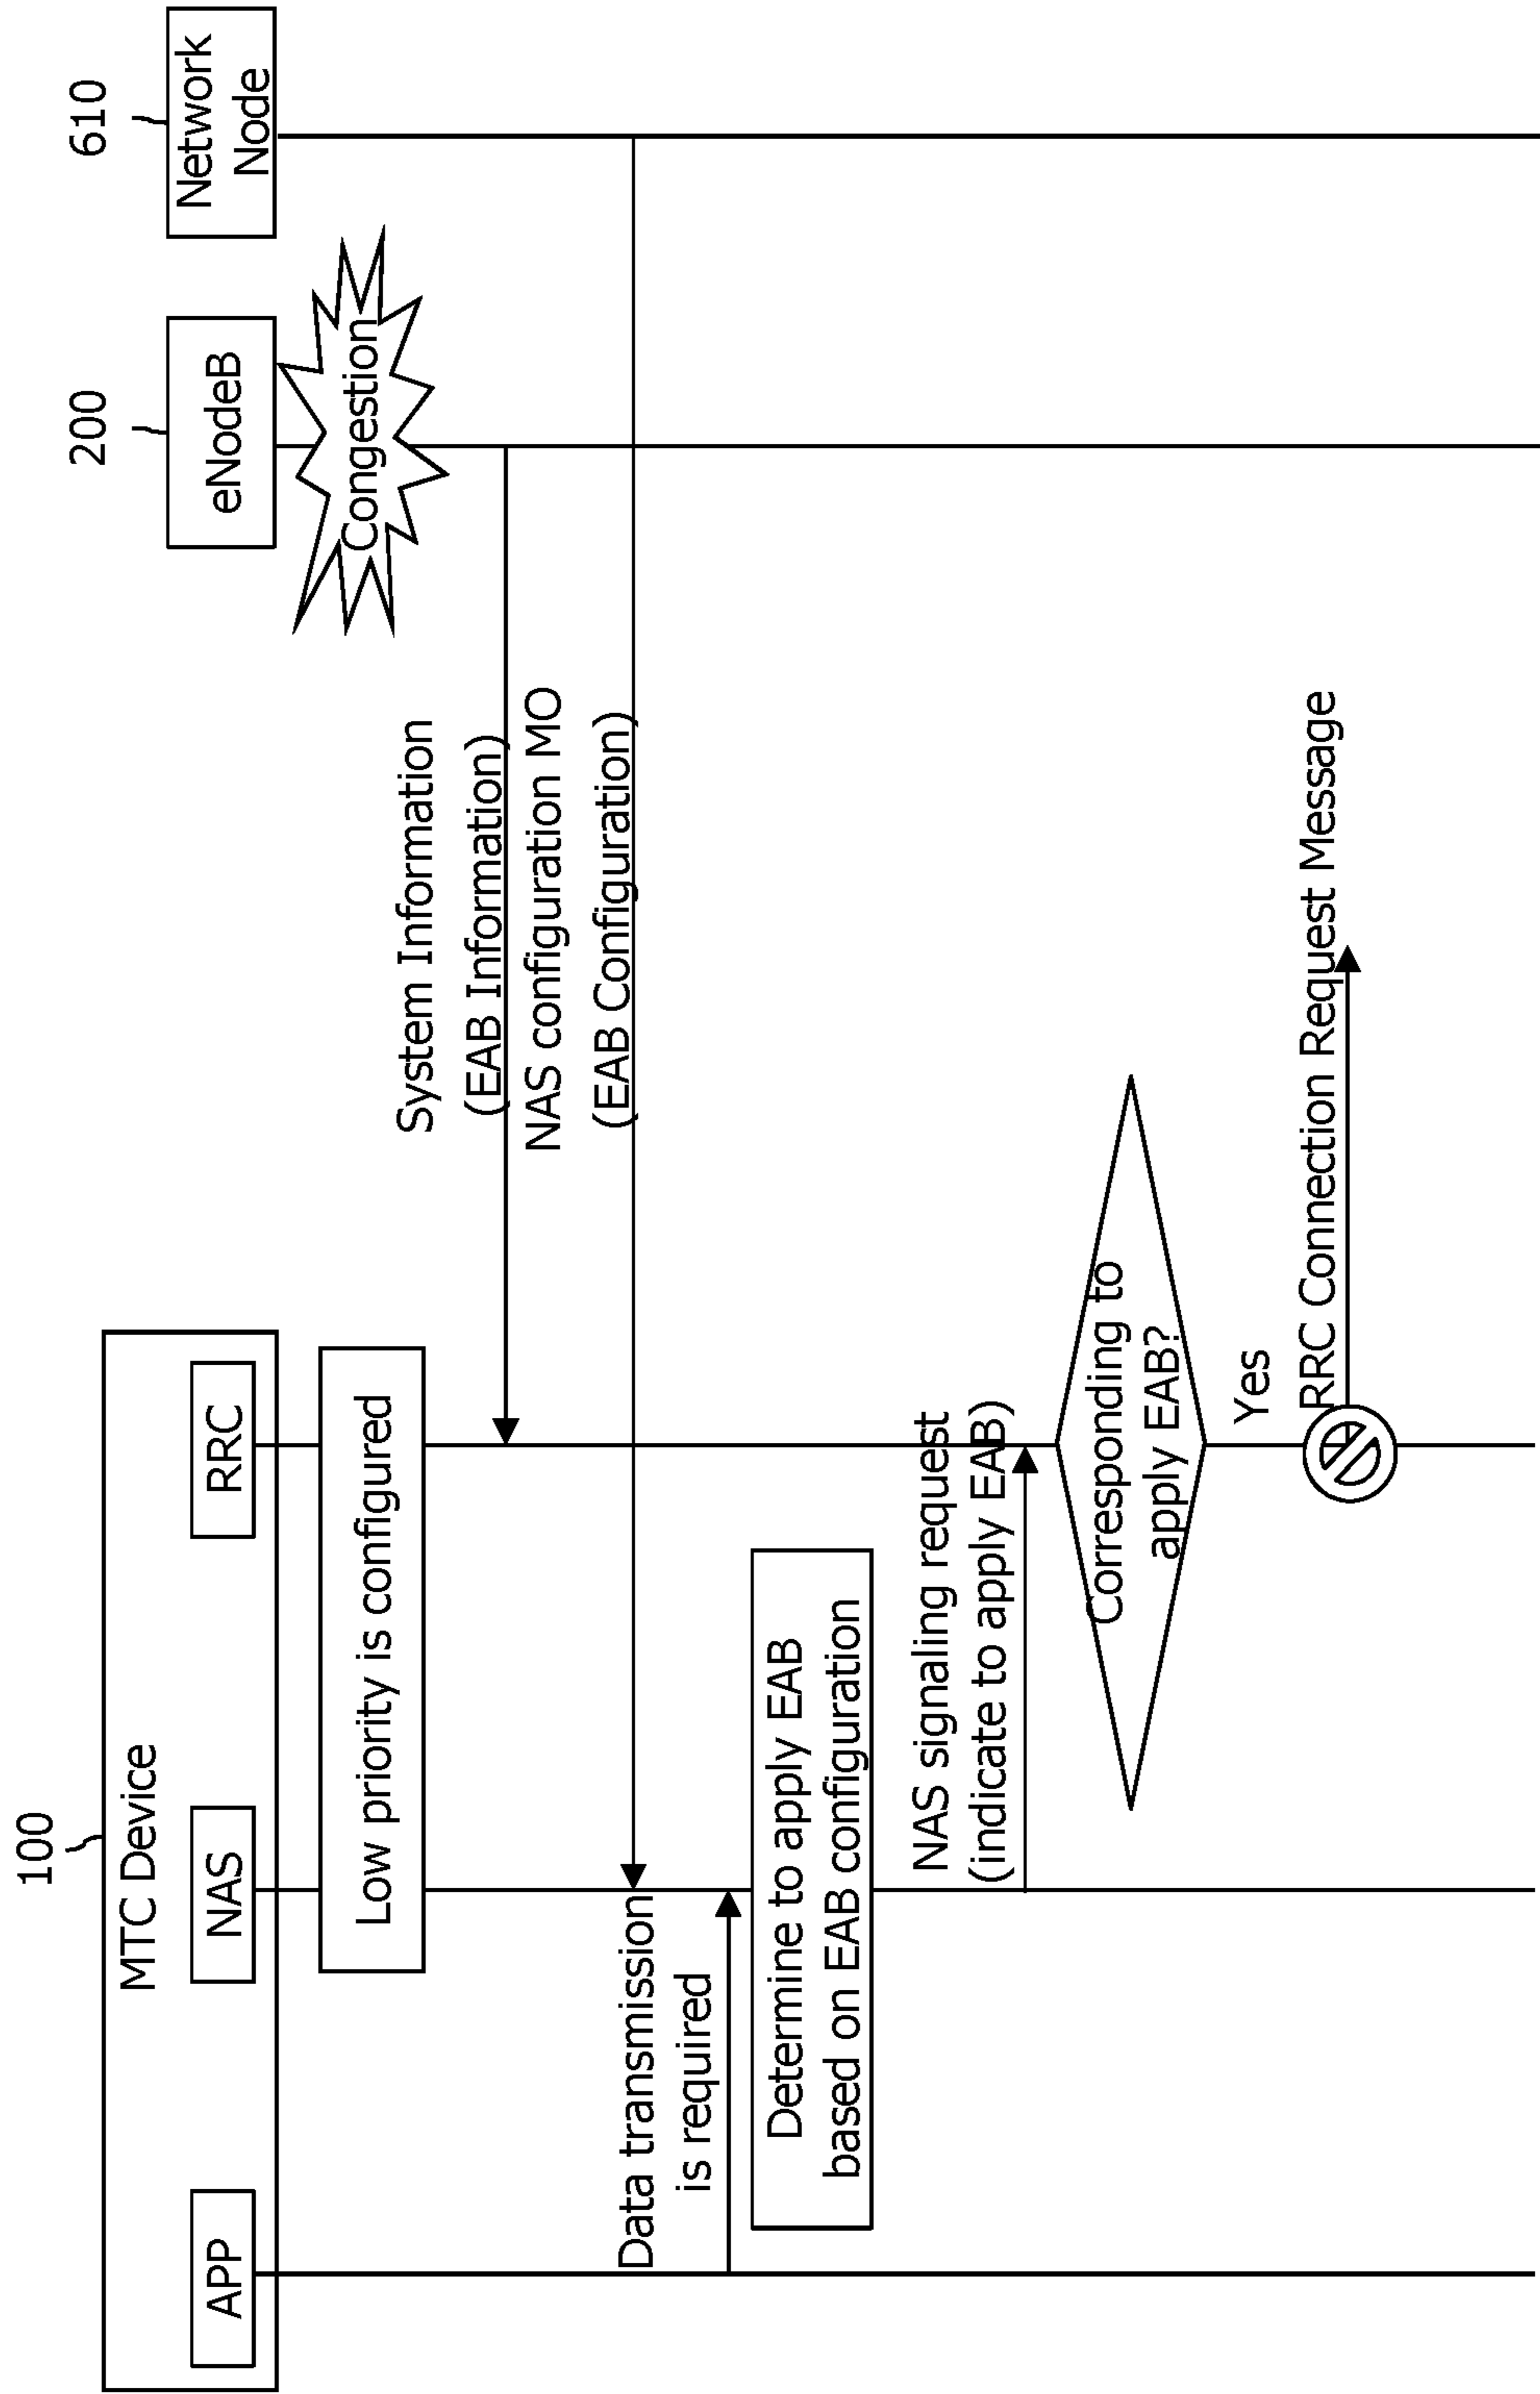 100
MTC Device
APP
NAS
RRC
200
eNodeB
610
Network
Node
Low priority is configured
Congestion
System Information
(EAB Information)
NAS configuration MO
(EAB Configuration)
Data transmission
is required
Determine to apply EAB
based on EAB configuration
NAS signaling request
(indicate to apply EAB)
Corresponding to
apply EAB?
Yes
RRC Connection Request Message